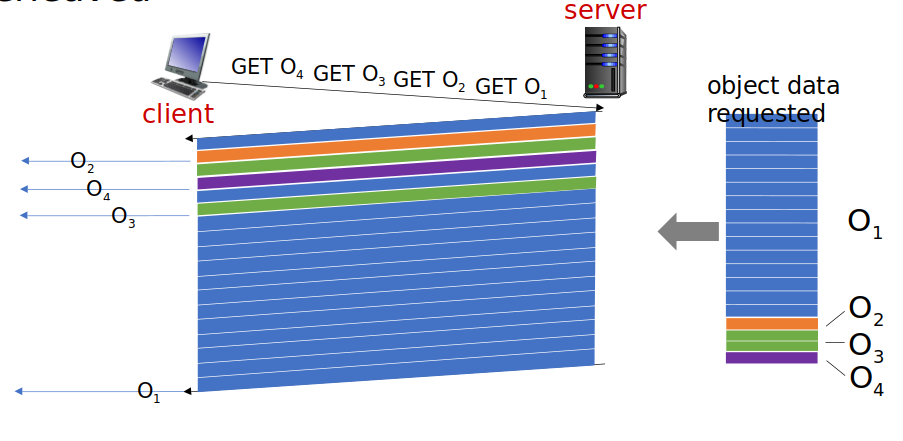 server
GET O4 GET O3 GET O2 GET O1
client
object data
requested
O2
O4
O3
O1
O1
O2
O3
O4